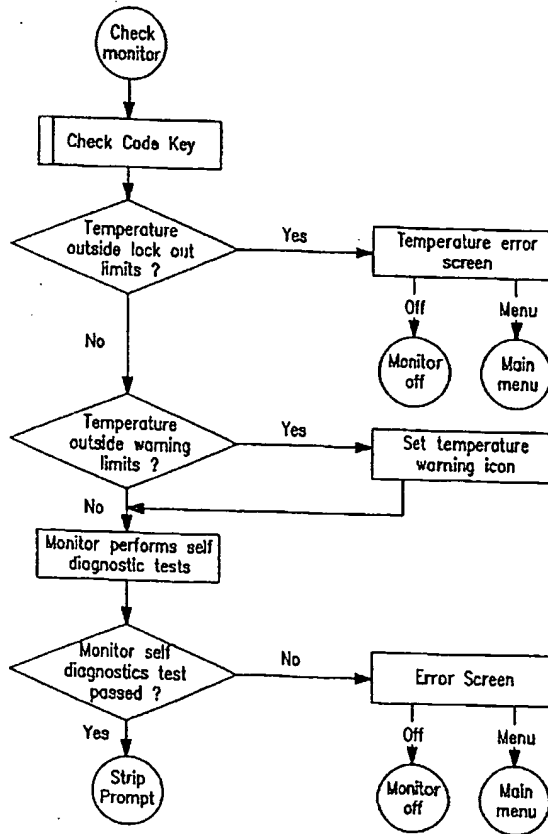 Check
monitor
Check Code Key
Temperature
outside lock out
limits ?
Yes
Temperature error
screen
No
Off
Menu
Monitor
off
Main
menu
Temperature
outside warning
limits ?
Yes
Set temperature
warning icon
No
Monitor performs self
diagnostic tests
Monitor self
diagnostics test
passed ?
No
Error Screen
Yes
Off
Menu
Strip
Prompt
Monitor
off
Main
menu